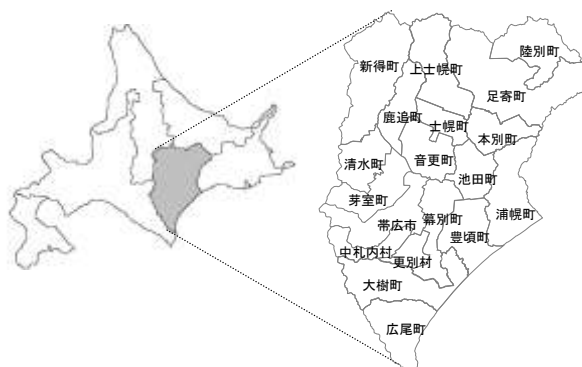 陸別町
新得町
上士幌町
足寄町
鹿追町
士幌町
本別町
清水町
音更町
池田町
芽室町
幕別町
浦幌町
帯広市
豊頃町
中札内村
更別村
大樹町
広尾町